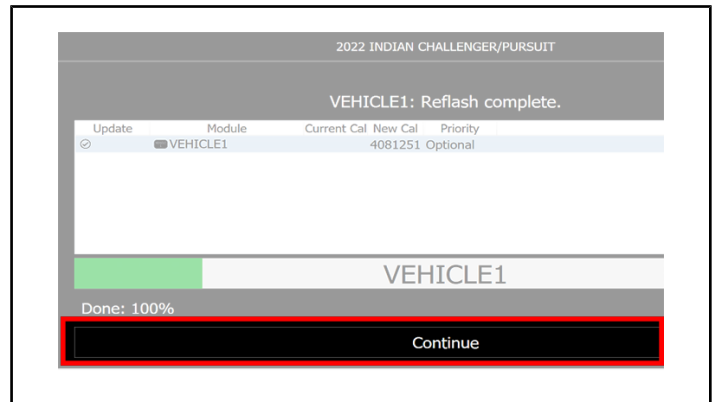 2022 INDIAN CHALLENGER/PURSUIT
VEHICLE1: Reflash complete.
Update Module Current Cal New Cal Priority
VEHICLE1 4081251 Optional
VEHICLE1
Done: 100%
Continue